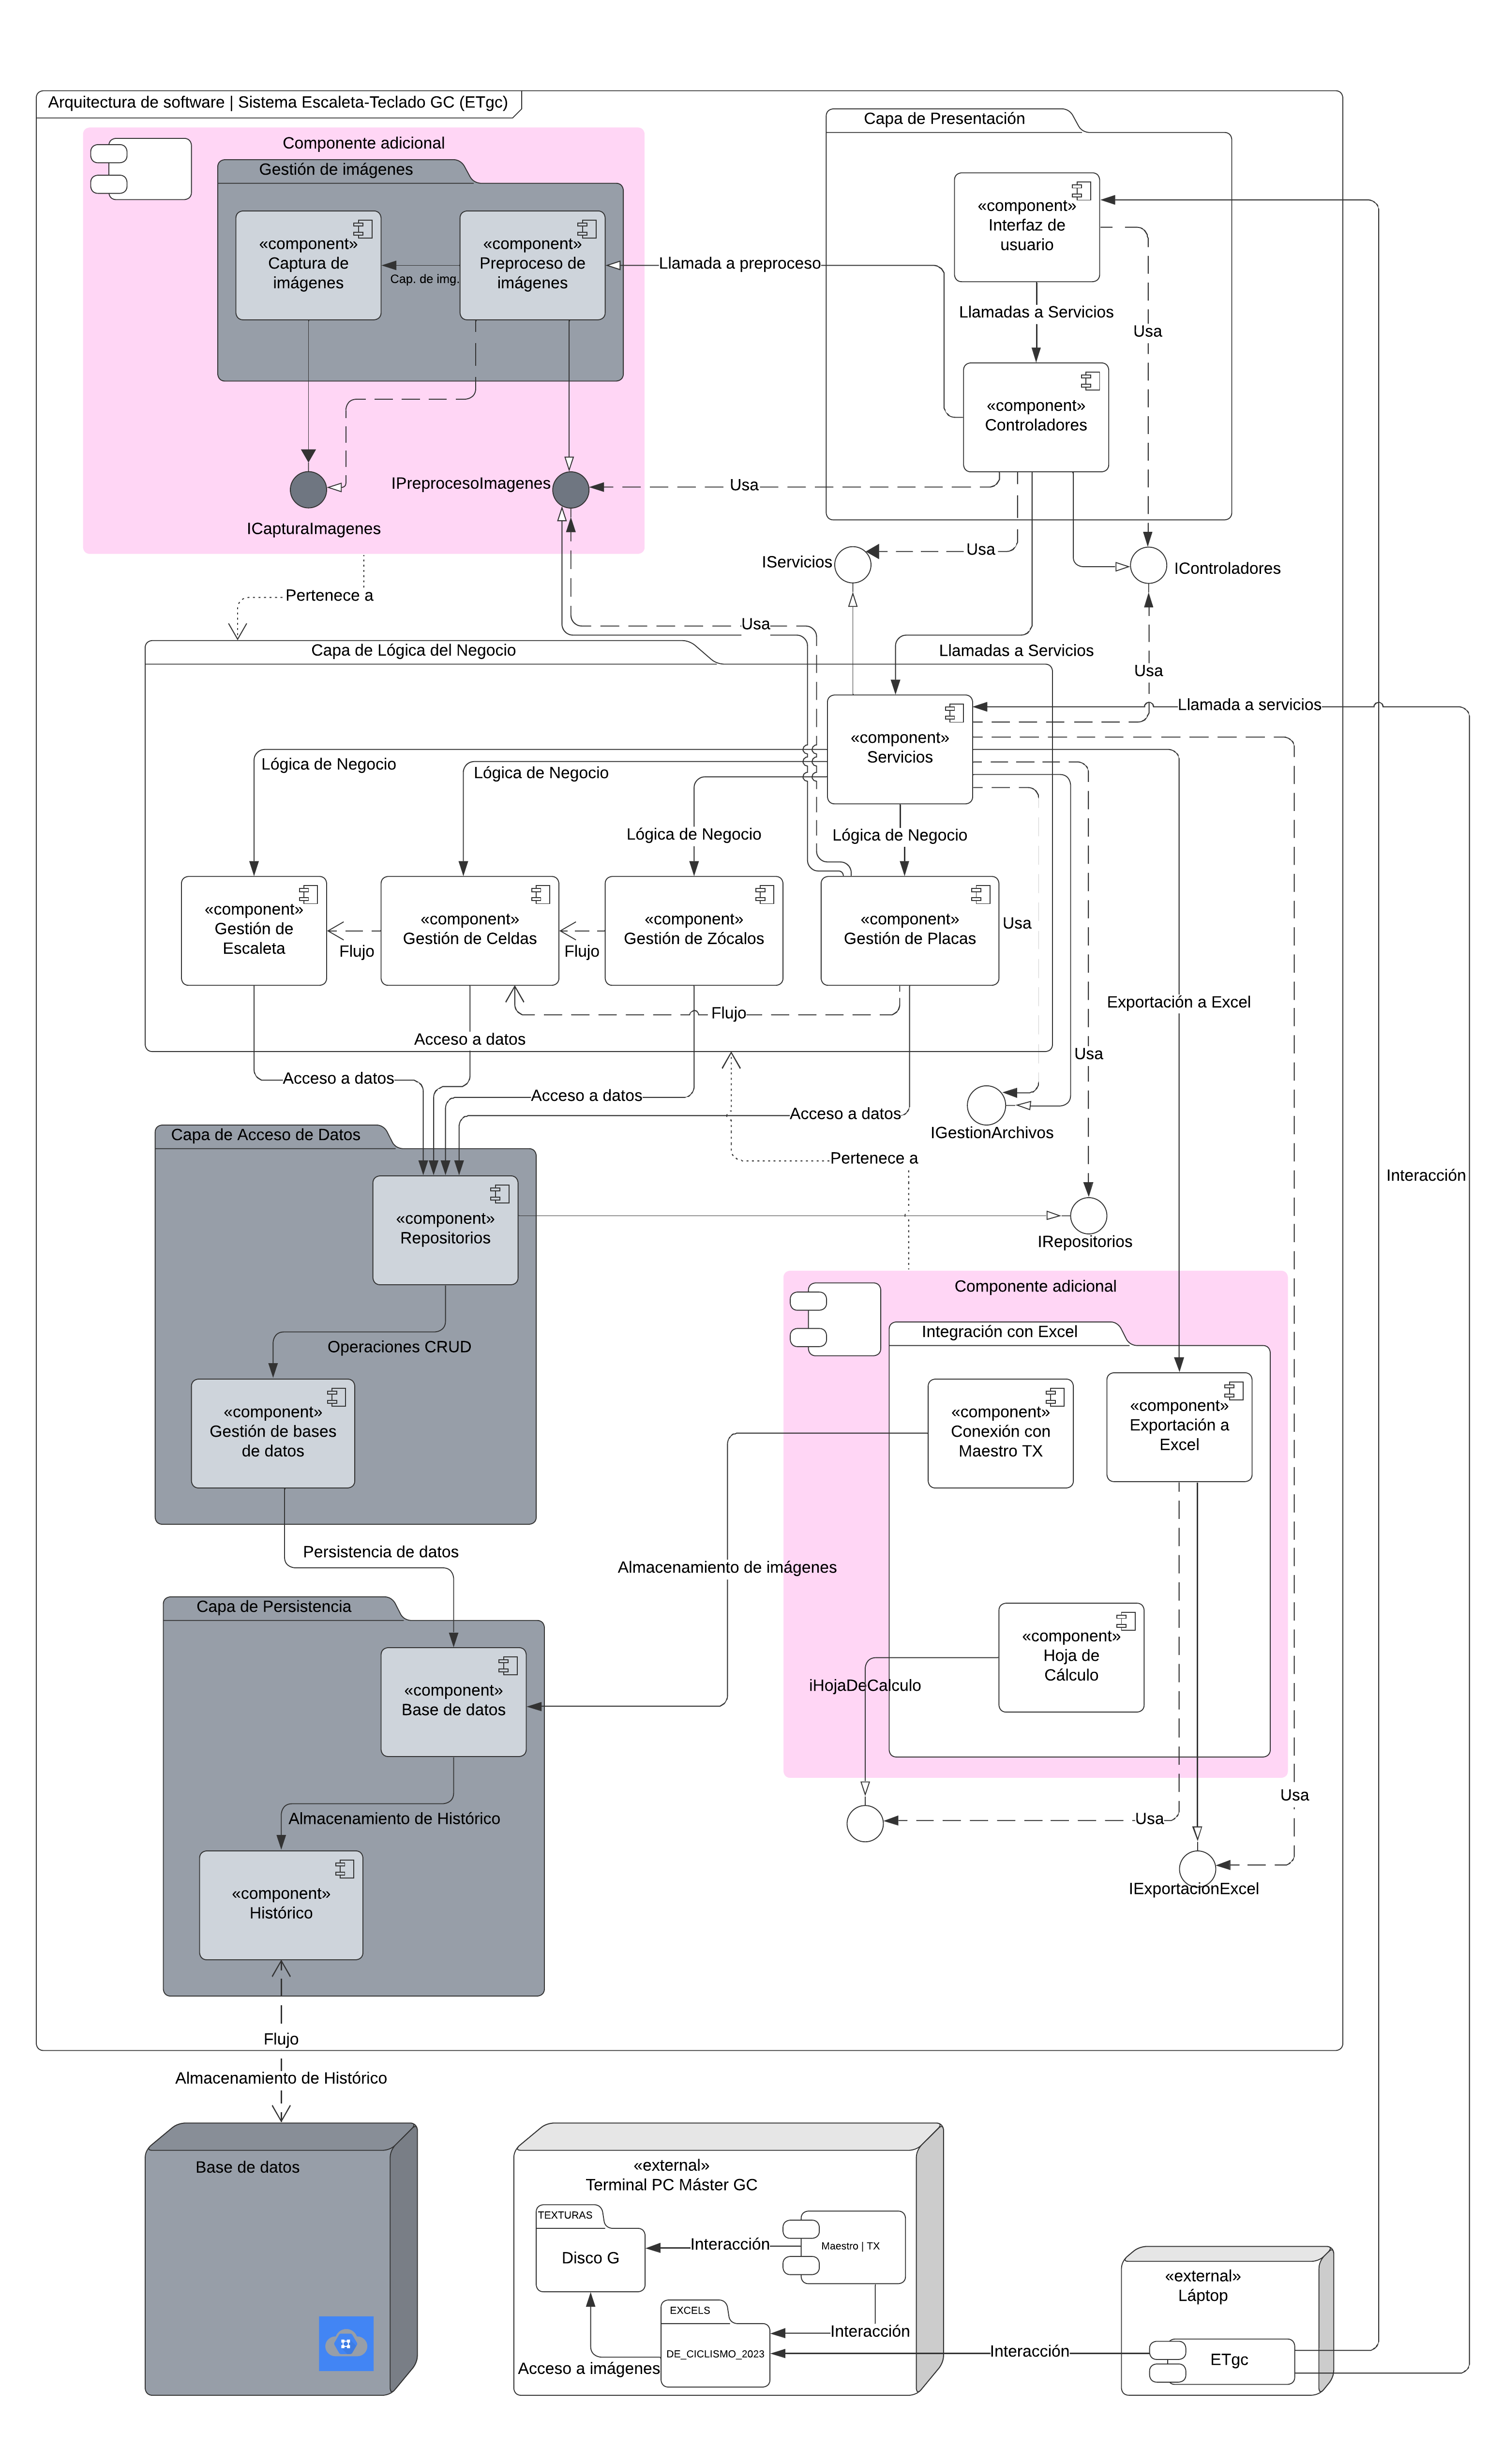 Arquitectura de software | Sistema Escaleta-Teclado GC (ETgc)
Componente adicional
Gestión de imágenes
«component»
Captura de
imágenes
Cap. de img.
«component»
Preproceso de
imágenes
Llamada a preproceso
ICapturaImagenes
IPreprocesoImagenes
Usa
Capa de Presentación
«component»
Interfaz de
usuario
Llamadas a Servicios
Usa
«component»
Controladores
Usa
IServicios
IControladores
Pertenece a
Usa
Capa de Lógica del Negocio
Llamadas a Servicios
Usa
Llamada a servicios
«component»
Servicios
Lógica de Negocio
Lógica de Negocio
Lógica de Negocio
Lógica de Negocio
«component»
Gestión de
Escaleta
Flujo
«component»
Gestión de Celdas
Flujo
«component»
Gestión de Zócalos
«component»
Gestión de Placas
Usa
Flujo
Exportación a Excel
Acceso a datos
Usa
Acceso a datos
Acceso a datos
Acceso a datos
IGestionArchivos
Pertenece a
Interacción
Capa de Acceso de Datos
«component»
Repositorios
IRepositorios
Operaciones CRUD
«component»
Gestión de bases
de datos
Componente adicional
Integración con Excel
«component»
Conexión con
Maestro TX
«component»
Exportación a
Excel
Persistencia de datos
Almacenamiento de imágenes
Capa de Persistencia
«component»
Base de datos
«component»
Hoja de
Cálculo
iHojaDeCalculo
Usa
Usa
Almacenamiento de Histórico
IExportacionExcel
«component»
Histórico
Flujo
Almacenamiento de Histórico
Base de datos
«external»
Terminal PC Máster GC
TEXTURAS
Disco G
Interacción
Maestro | TX
EXCELS
DE_CICLISMO_2023
Interacción
Acceso a imágenes
Interacción
«external»
Láptop
ETgc